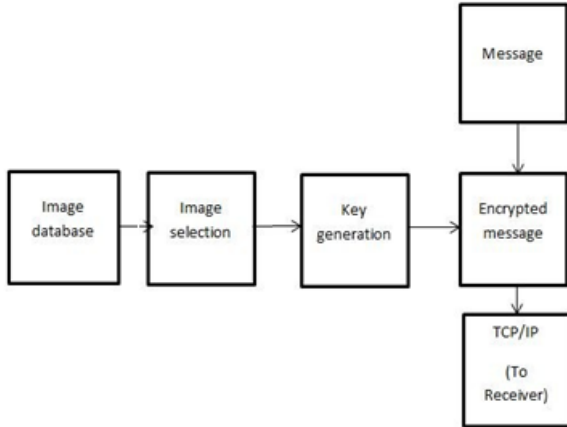 Message
Image
database
Image
selection
Key
generation
Encrypted
message
TCP/IP
(To
Receiver)